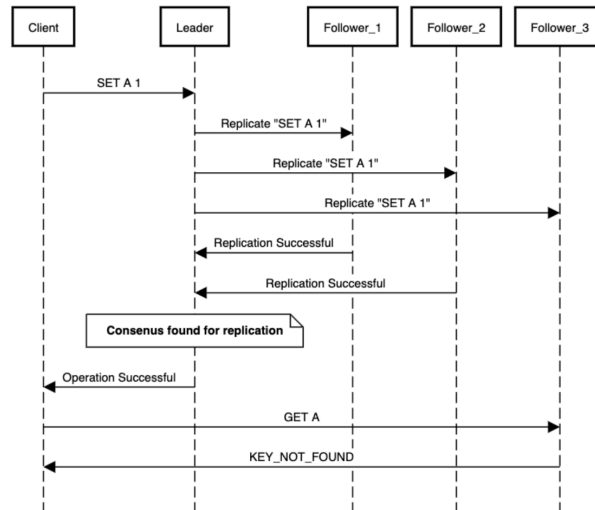 Client
Leader
Follower_1
Follower_2
Follower_3
SET A 1
Replicate "SET A 1"
Replicate "SET A 1"
Replicate "SET A 1"
Replication Successful
Replication Successful
Consenus found for replication
Operation Successful
GET A
KEY_NOT_FOUND